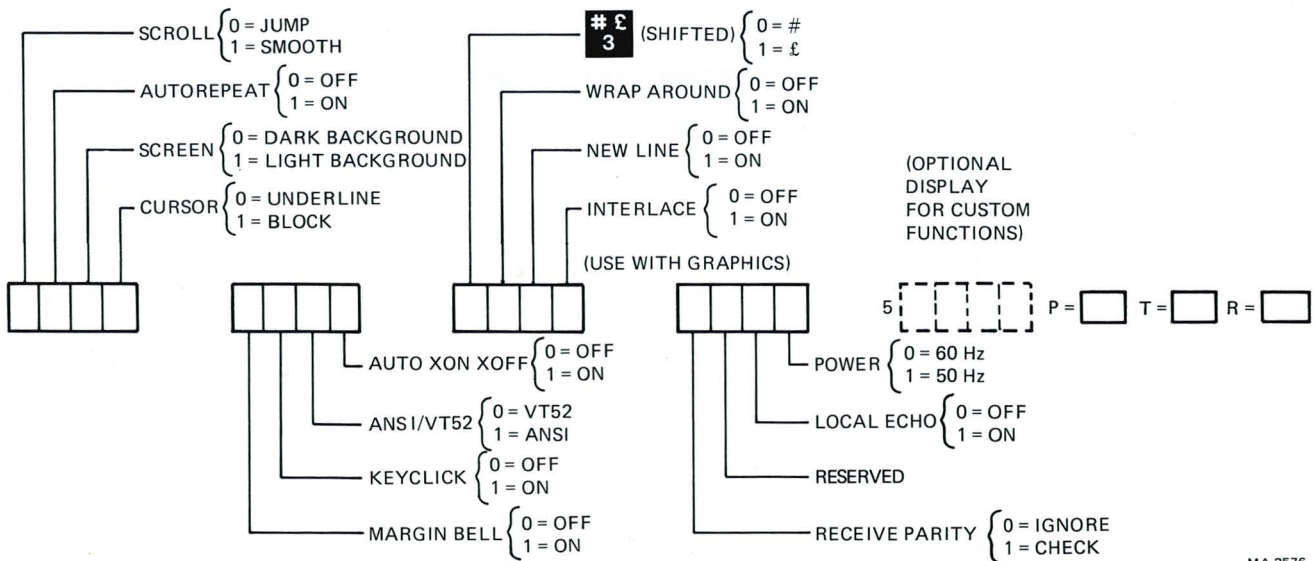 SCROLL 0 = JUMP
1 = SMOOTH
AUTOREPEAT 0 = OFF
1 = ON
SCREEN 0 = DARK BACKGROUND
1 = LIGHT BACKGROUND
CURSOR 0 = UNDERLINE
1 = BLOCK
# £
3
(SHIFTED) 0 = #
1 = £
WRAP AROUND 0 = OFF
1 = ON
NEW LINE 0 = OFF
1 = ON
INTERLACE 0 = OFF
1 = ON
(USE WITH GRAPHICS)
(OPTIONAL
DISPLAY
FOR CUSTOM
FUNCTIONS)
5 P = T = R =
AUTO XON XOFF 0 = OFF
1 = ON
ANSI/VT52 0 = VT52
1 = ANSI
KEYCLICK 0 = OFF
1 = ON
MARGIN BELL 0 = OFF
1 = ON
POWER 0 = 60 Hz
1 = 50 Hz
LOCAL ECHO 0 = OFF
1 = ON
RESERVED
RECEIVE PARITY 0 = IGNORE
1 = CHECK